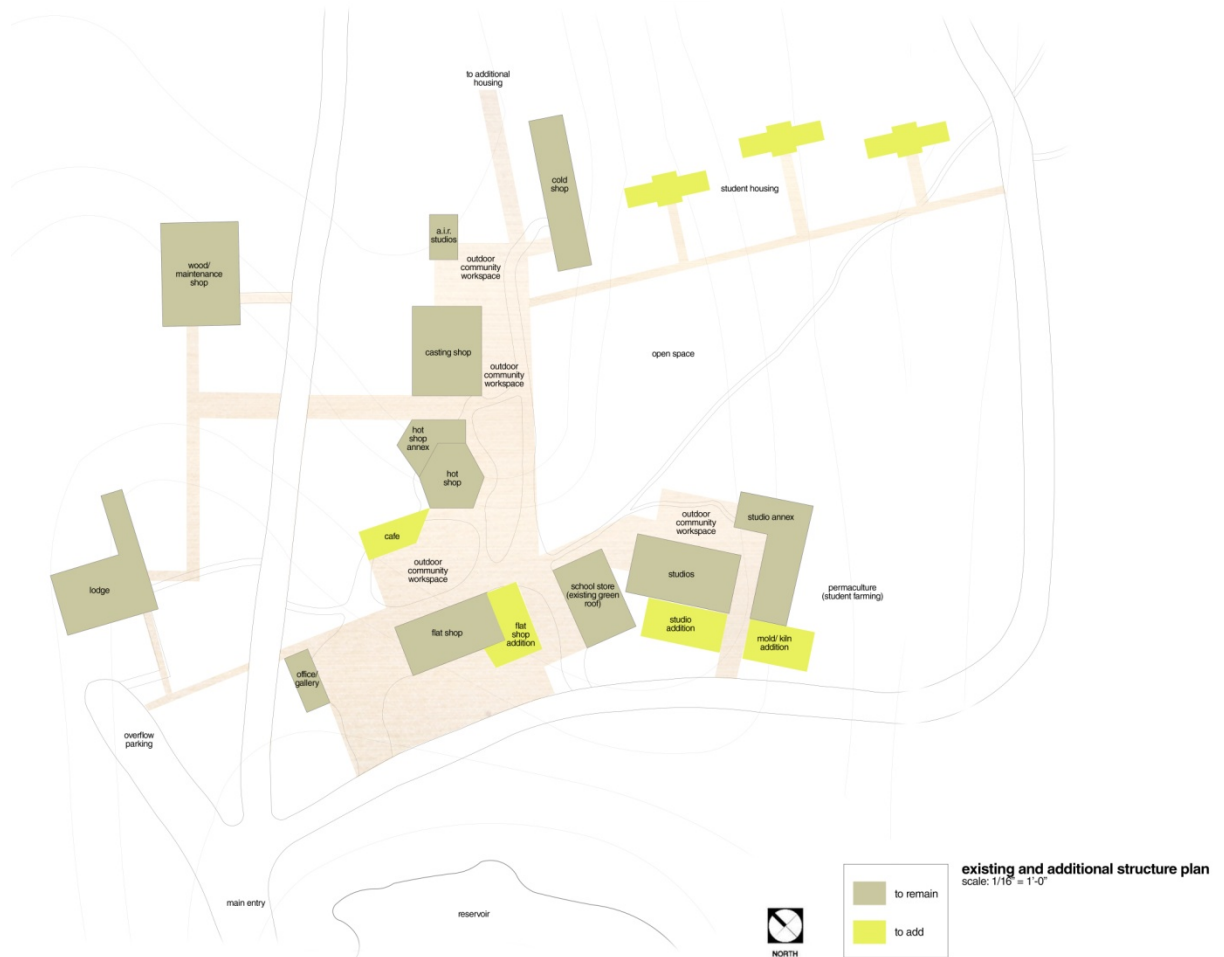 to additional
housing
cold
shop
student housing
a.i.r.
studios
outdoor
community
workspace
wood/
maintenance
shop
casting shop
outdoor
community
workspace
open space
hot
shop
annex
hot
shop
cafe
outdoor
community
workspace
studio annex
outdoor
community
workspace
studios
lodge
school store
(existing green
roof)
permaculture
(student farming)
flat shop
flat
shop
addition
studio
addition
mold/ kiln
addition
office/
gallery
overflow
parking
main entry
reservoir
NORTH
to remain
to add
existing and additional structure plan
scale: 1/16" = 1'-0"